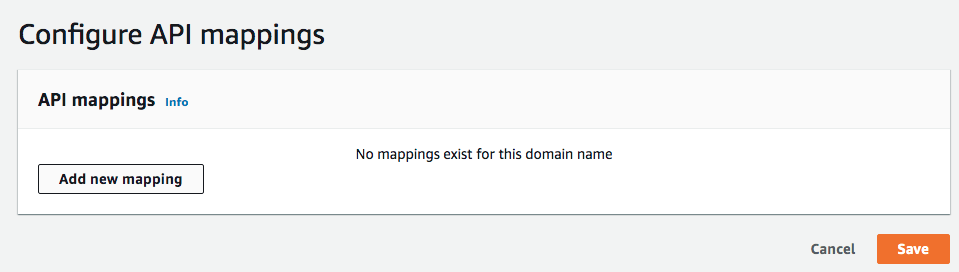 Configure API mappings
API mappings Info
No mappings exist for this domain name
Add new mapping
Cancel Save